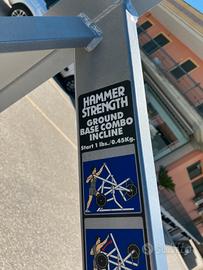 HAMMER
STRENGTH
GROUND
BASE COMBO
INCLINE
Start 1 lbs./0.45Kg.